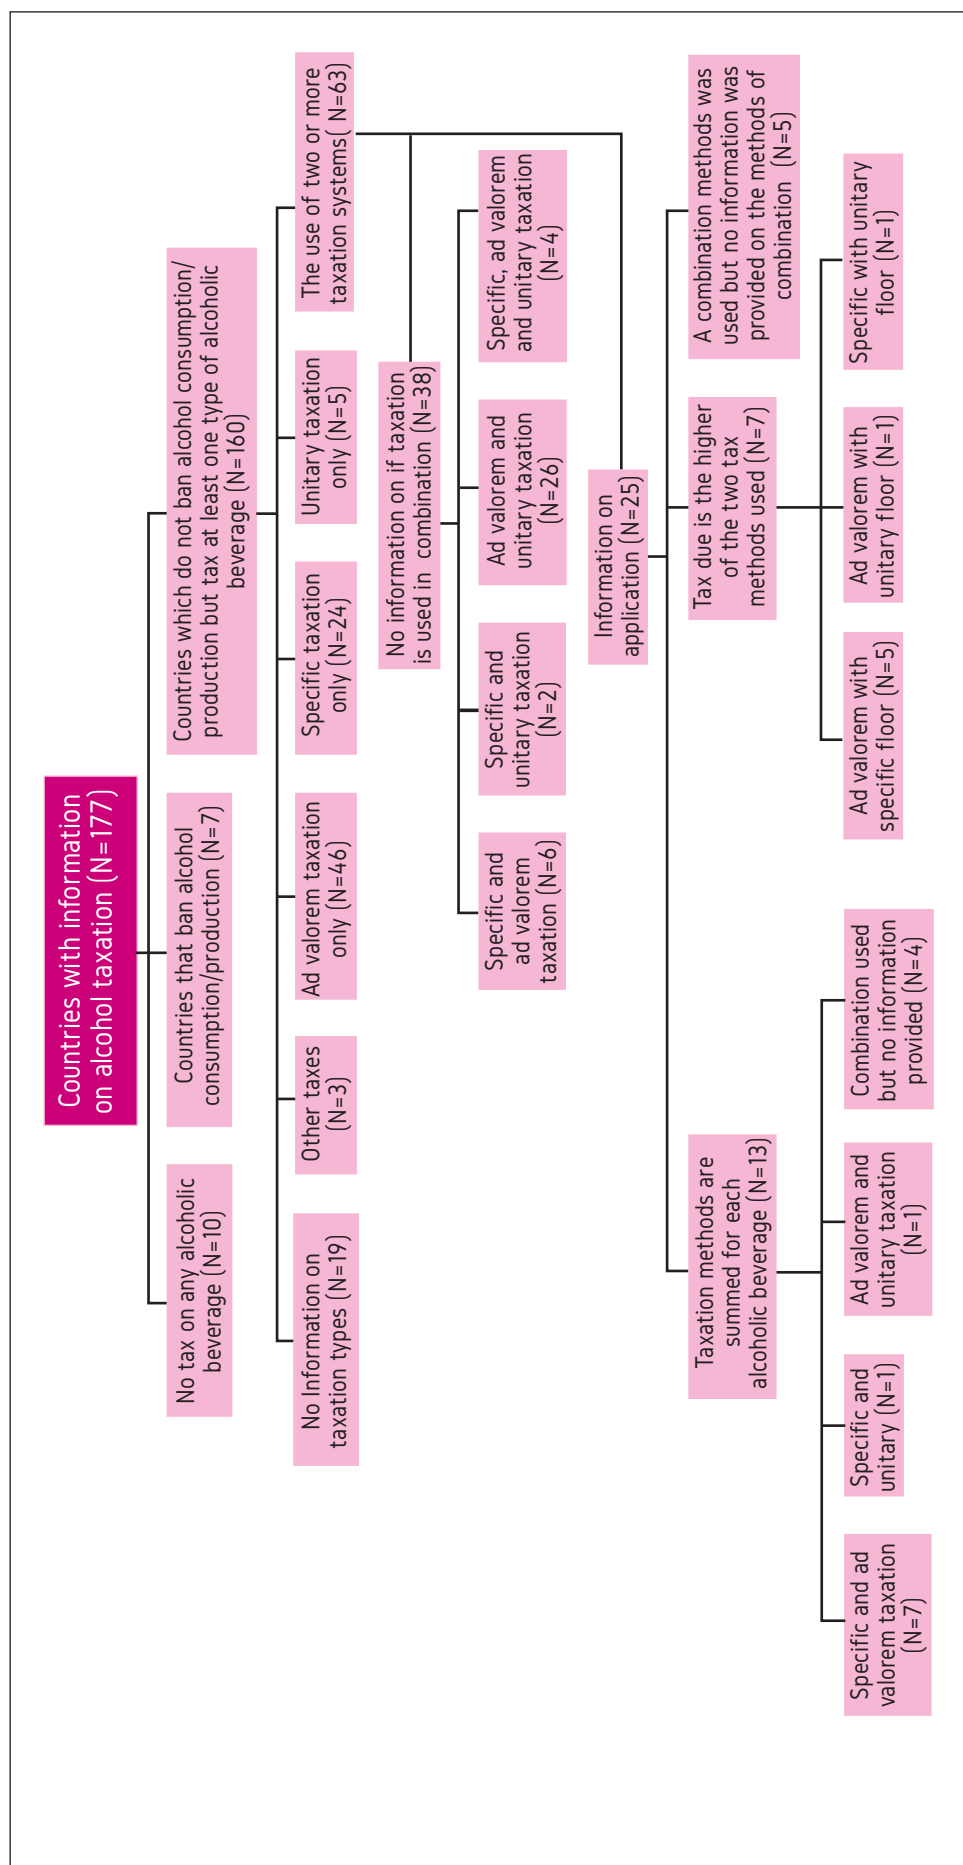 Countries with information
on alcohol taxation (N=177)
No tax on any alcoholic
beverage (N=10)
Countries that ban alcohol
consumption/production (N=7)
Countries which do not ban alcohol consumption/
production but tax at least one type of alcoholic
beverage (N=160)
No Information on
taxation types (N=19)
Other taxes
(N=3)
Ad valorem taxation
only (N=46)
Specific taxation
only (N=24)
Unitary taxation
only (N=5)
The use of two or more
taxation systems( N=63)
No information on if taxation
is used in combination (N=38)
Specific and
ad valorem
taxation (N=6)
Specific and
unitary taxation
(N=2)
Ad valorem and
unitary taxation
(N=26)
Specific, ad valorem
and unitary taxation
(N=4)
Information on
application (N=25)
Taxation methods are
summed for each
alcoholic beverage (N=13)
Tax due is the higher
of the two tax
methods used (N=7)
A combination methods was
used but no information was
provided on the methods of
combination (N=5)
Specific and ad
valorem taxation
(N=7)
Specific and
unitary (N=1)
Ad valorem and
unitary taxation
(N=1)
Combination used
but no information
provided (N=4)
Ad valorem with
specific floor (N=5)
Ad valorem with
unitary floor (N=1)
Specific with unitary
floor (N=1)